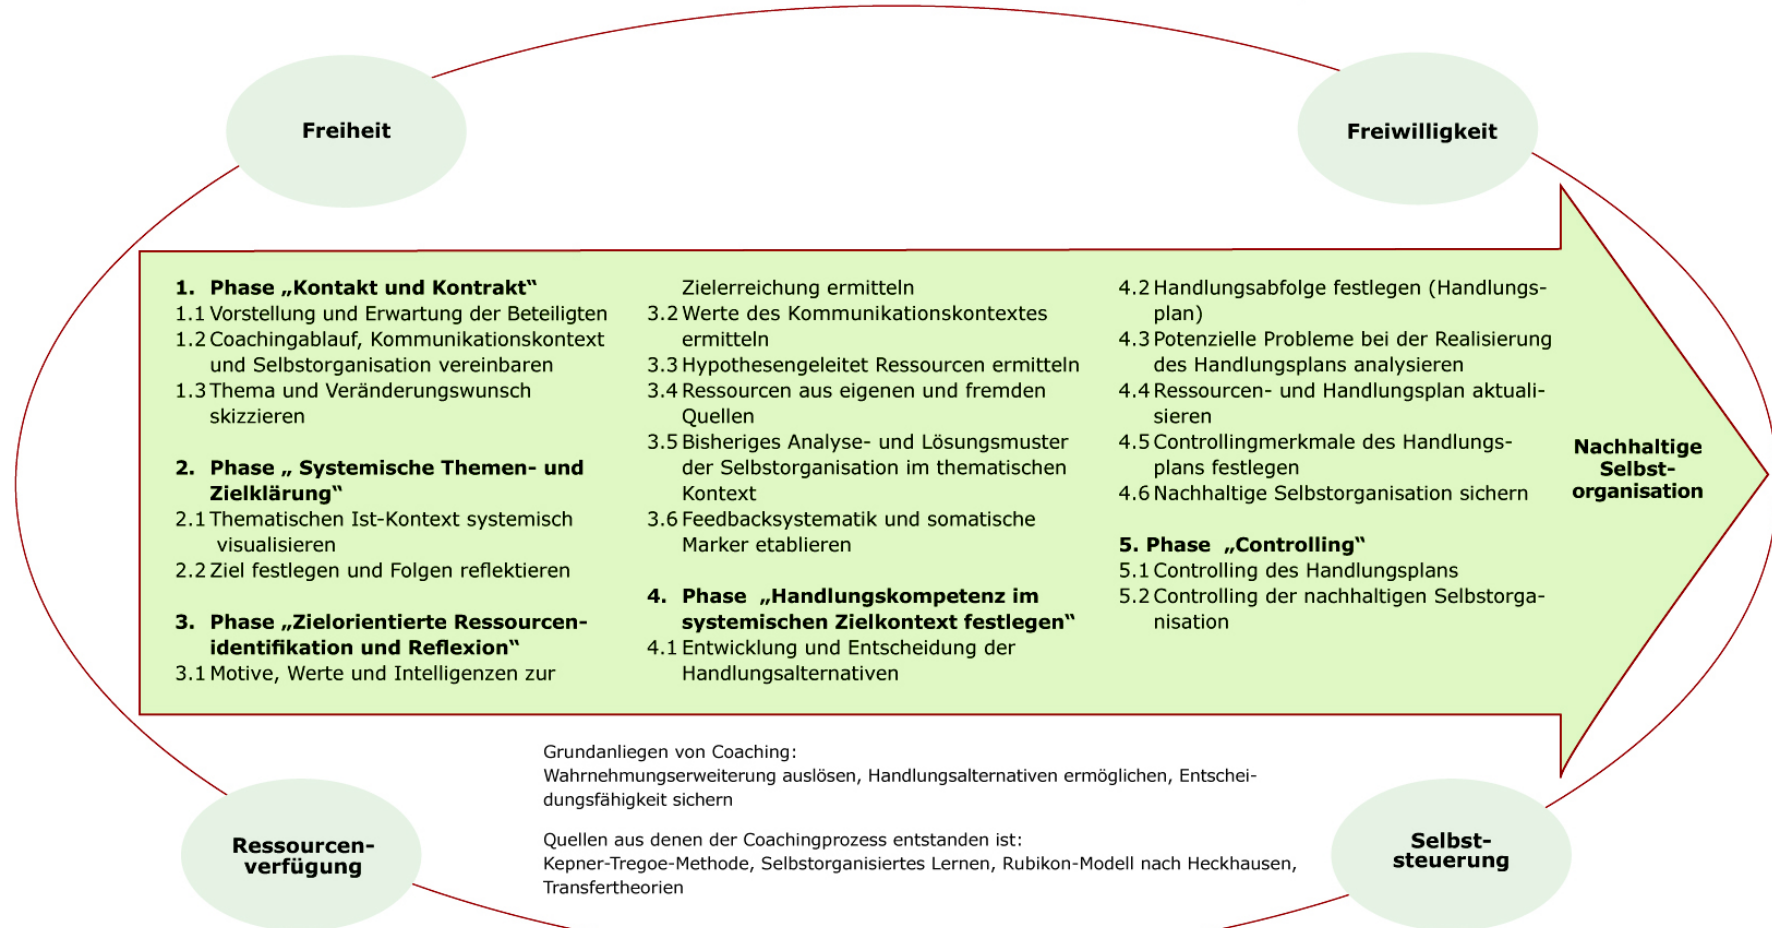 Freiheit
Freiwilligkeit
1. Phase „Kontakt und Kontrakt“
1.1 Vorstellung und Erwartung der Beteiligten
1.2 Coachingablauf, Kommunikationskontext
und Selbstorganisation vereinbaren
1.3 Thema und Veränderungswunsch
skizzieren
2. Phase „ Systemische Themen- und
Zielklärung“
2.1 Thematischen Ist-Kontext systemisch
visualisieren
2.2 Ziel festlegen und Folgen reflektieren
3. Phase „Zielorientierte Ressourcen-
identifikation und Reflexion“
3.1 Motive, Werte und Intelligenzen zur
Zielerreichung ermitteln
3.2 Werte des Kommunikationskontextes
ermitteln
3.3 Hypothesengeleitet Ressourcen ermitteln
3.4 Ressourcen aus eigenen und fremden
Quellen
3.5 Bisheriges Analyse- und Lösungsmuster
der Selbstorganisation im thematischen
Kontext
3.6 Feedbacksystematik und somatische
Marker etablieren
4. Phase „Handlungskompetenz im
systemischen Zielkontext festlegen“
4.1 Entwicklung und Entscheidung der
Handlungsalternativen
4.2 Handlungsabfolge festlegen (Handlungs-
plan)
4.3 Potenzielle Probleme bei der Realisierung
des Handlungsplans analysieren
4.4 Ressourcen- und Handlungsplan aktuali-
sieren
4.5 Controllingmerkmale des Handlungs-
plans festlegen
4.6 Nachhaltige Selbstorganisation sichern
5. Phase „Controlling“
5.1 Controlling des Handlungsplans
5.2 Controlling der nachhaltigen Selbstorga-
nisation
Nachhaltige
Selbst-
organisation
Grundanliegen von Coaching:
Wahrnehmungserweiterung auslösen, Handlungsalternativen ermöglichen, Entschei-
dungsfähigkeit sichern
Quellen aus denen der Coachingprozess entstanden ist:
Kepner-Tregoe-Methode, Selbstorganisiertes Lernen, Rubikon-Modell nach Heckhausen,
Transfertheorien
Ressourcen-
verfügung
Selbst-
steuerung